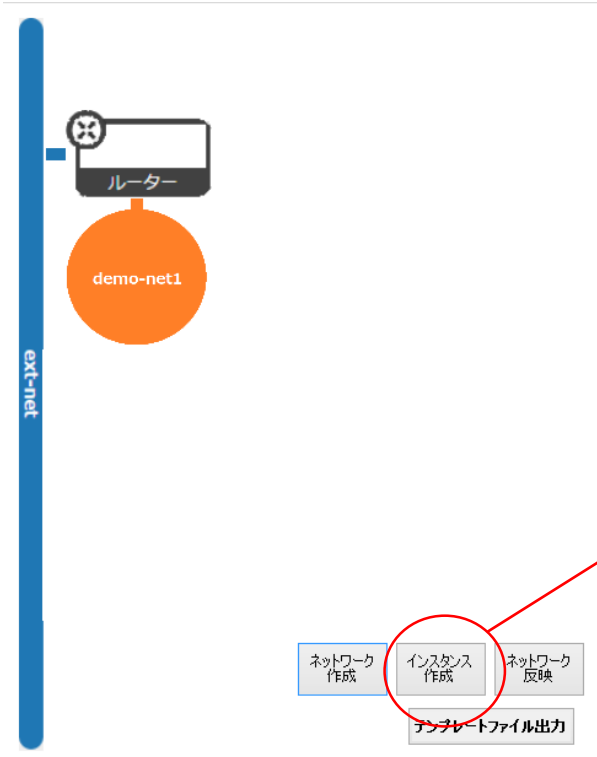 ルーター
demo-net1
ext-net
ネットワーク
作成
インスタンス
作成
ネットワーク
反映
テンプレートファイル出力